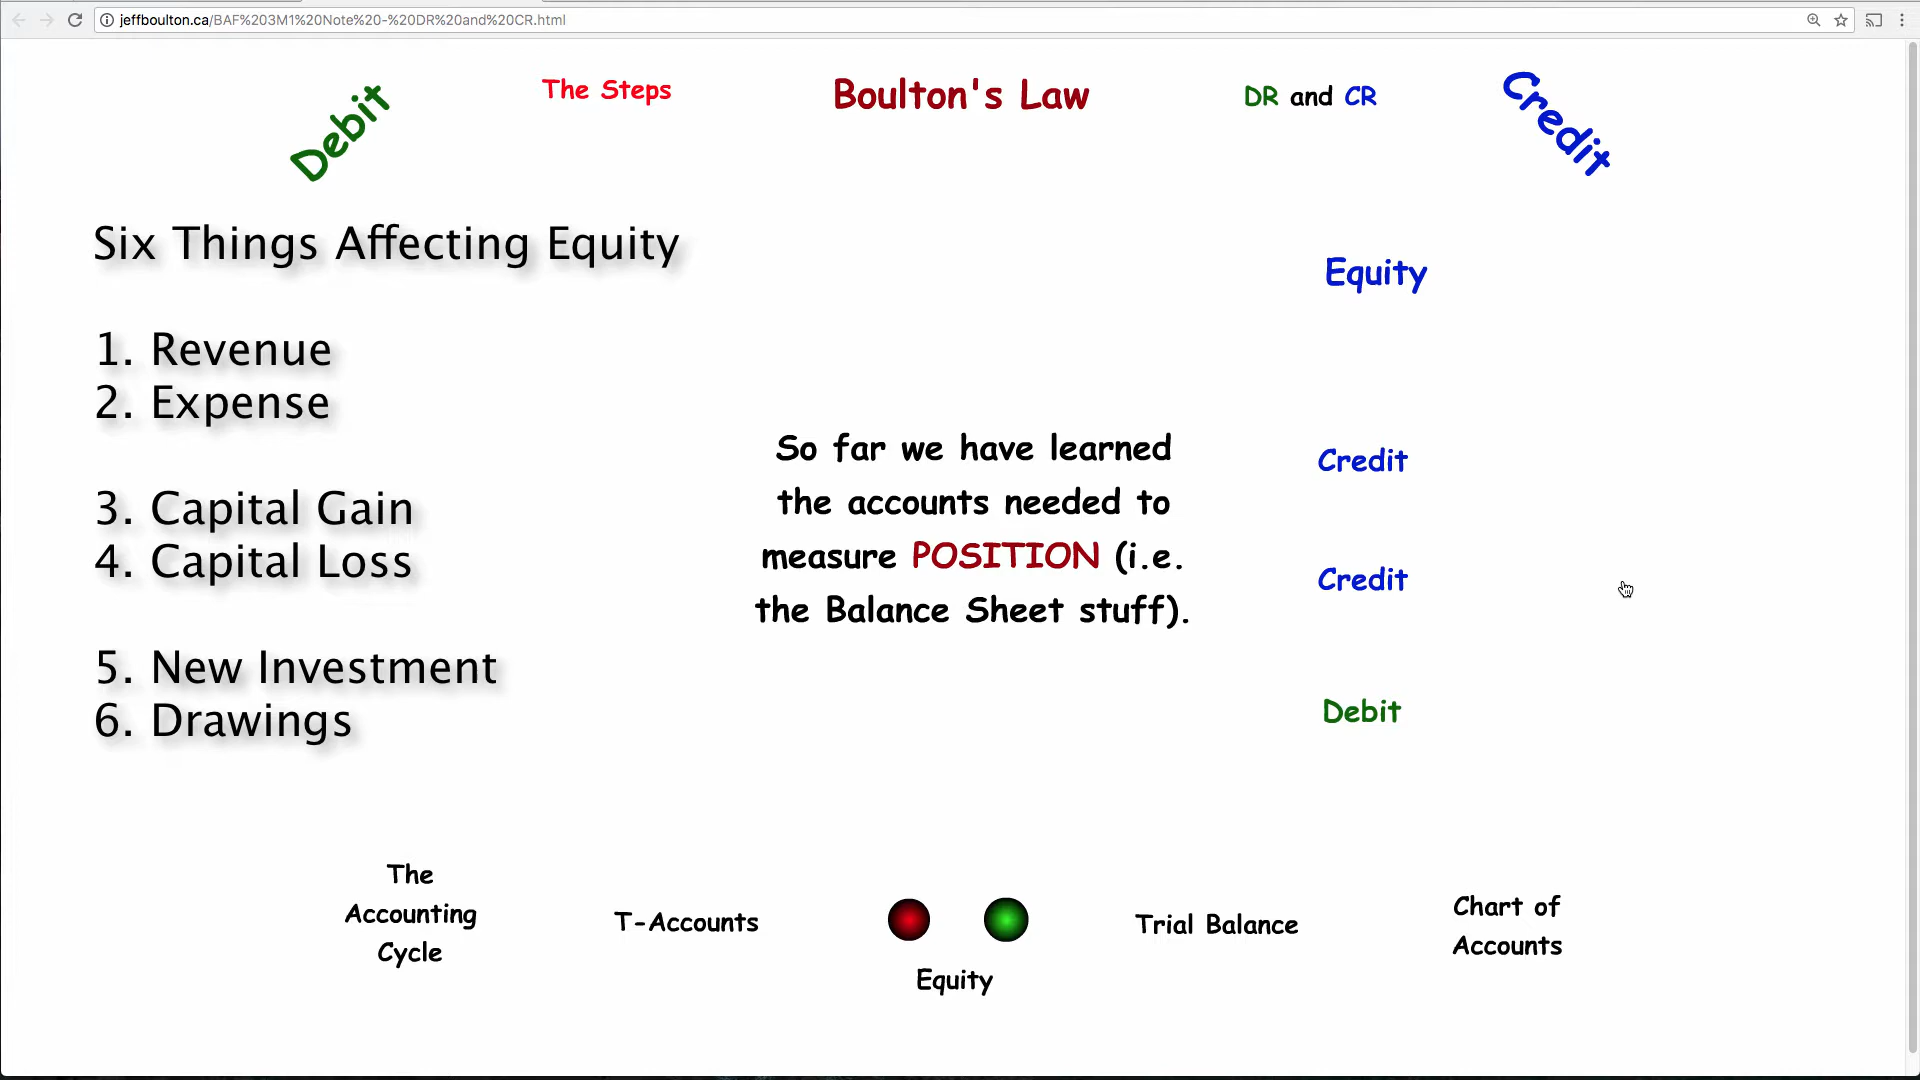 jeffboulton.ca/BAF%203M1%20Note%20-%20DR%20and%20CR.html
Debit
The Steps
Boulton's Law
DR and CR
Credit
Six Things Affecting Equity
1. Revenue
2. Expense
3. Capital Gain
4. Capital Loss
5. New Investment
6. Drawings
So far we have learned
the accounts needed to
measure POSITION (i.e.
the Balance Sheet stuff).
Equity
Credit
Credit
Debit
The
Accounting
Cycle
T-Accounts
Equity
Trial Balance
Chart of
Accounts